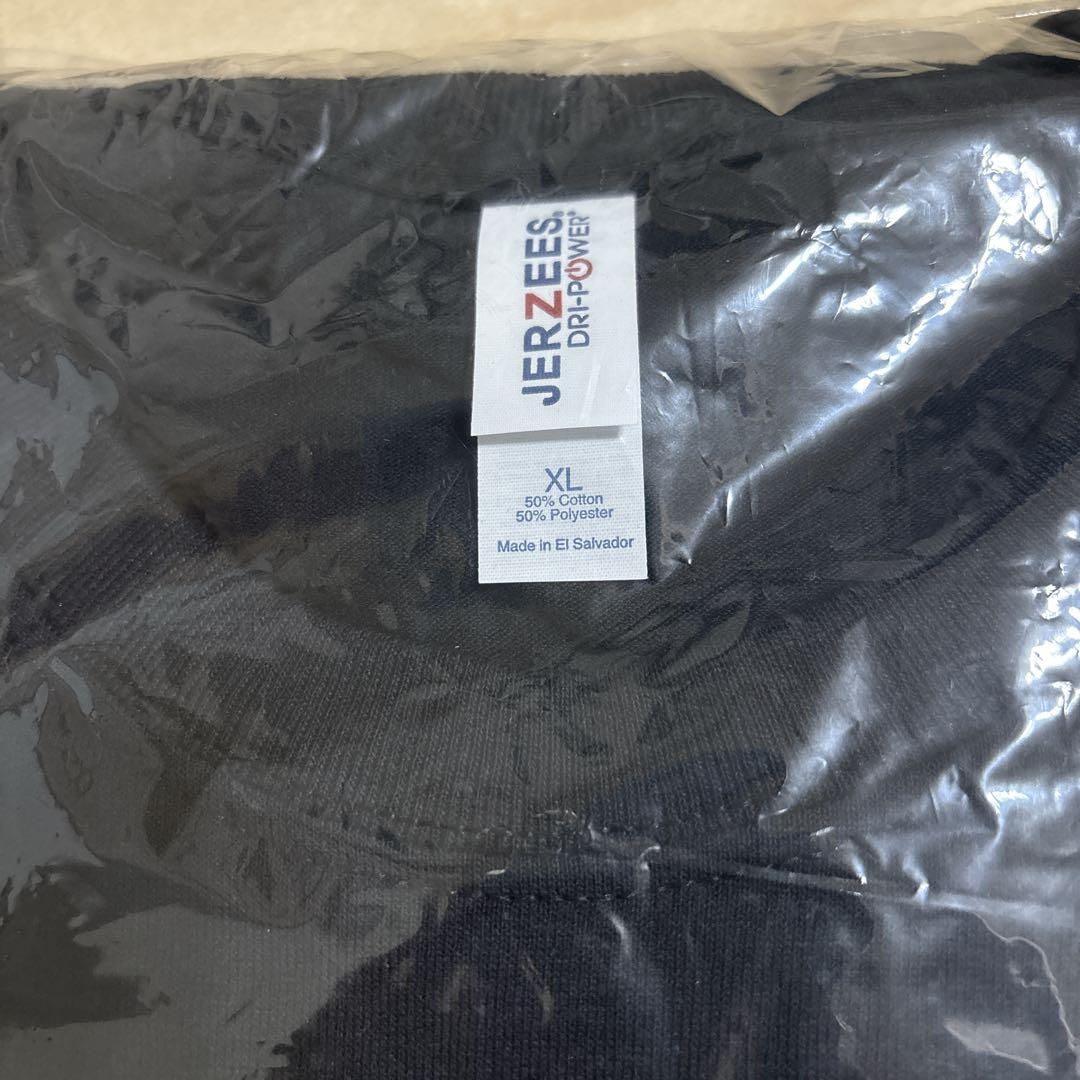 JERZEES®
DRI-POWER®
XL
50% Cotton
50% Polyester
Made in El Salvador